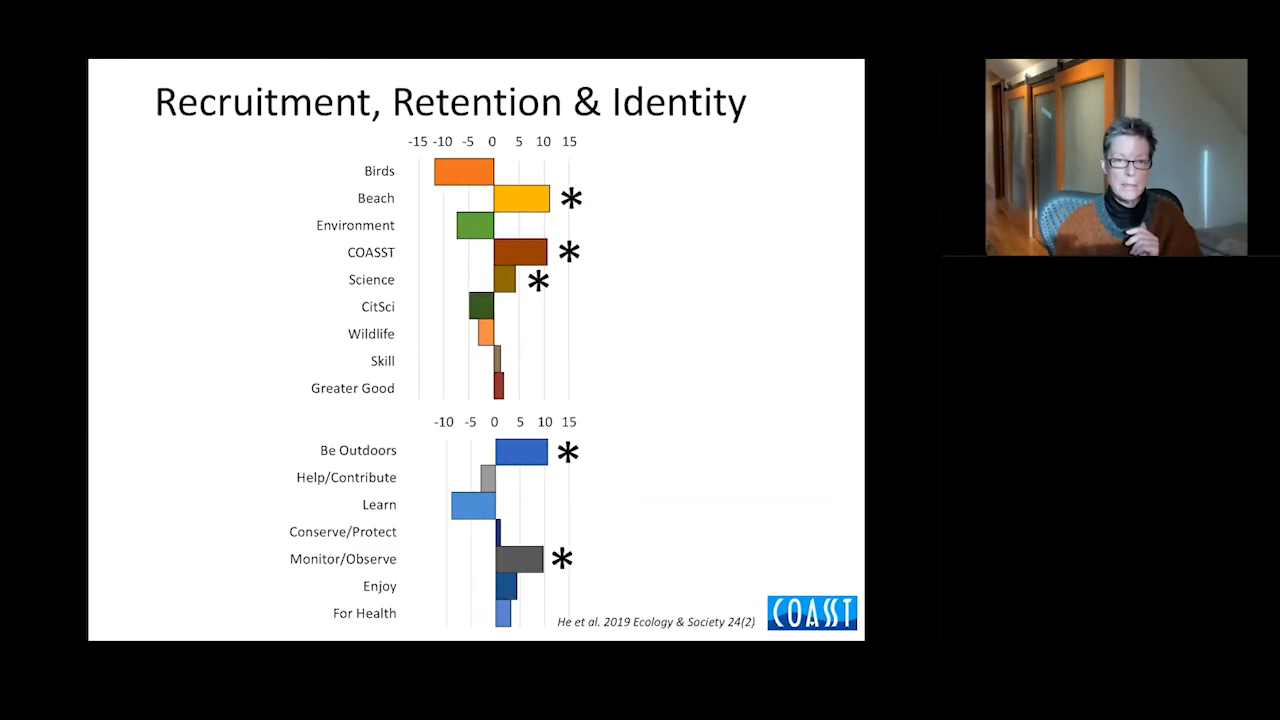 Recruitment, Retention & Identity
-15 -10 -5 0 5 10 15
Birds
Beach *
Environment
COASST *
Science *
CitSci
Wildlife
Skill
Greater Good
-10 -5 0 5 10 15
Be Outdoors *
Help/Contribute
Learn
Conserve/Protect
Monitor/Observe *
Enjoy
For Health
He et al. 2019 Ecology & Society 24(2)
COASST